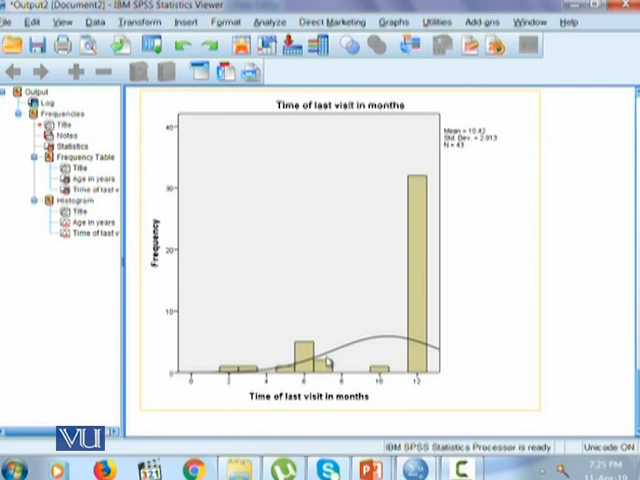 *Output2 [Document2] - IBM SPSS Statistics Viewer
File Edit View Data Transform Insert Format Analyze Direct Marketing Graphs Utilities Add-ons Window Help
Output
Log
Frequencies
Title
Notes
Statistics
Frequency Table
Title
Age in years
Time of last v
Histogram
Title
Age in years
Time of last v
Time of last visit in months
Mean = 10.42
Std. Dev. = 2.913
N = 43
Frequency
40
30
20
10
0
0 2 4 6 8 10 12
Time of last visit in months
IBM SPSS Statistics Processor is ready
Unicode:ON
VU
321
7:25 PM
11-Apr-19